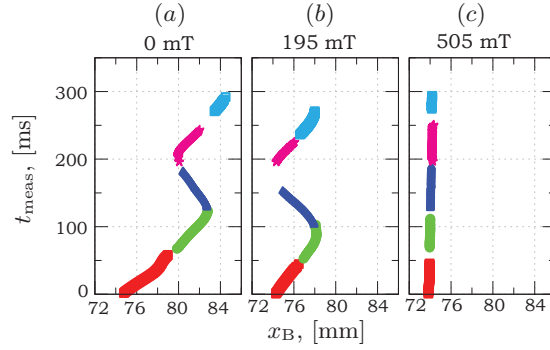 (a) (b) (c)
0 mT 195 mT 505 mT
300
200
100
0
t_meas, [ms]
72 76 80 84 72 76 80 84 72 76 80 84
x_B, [mm]